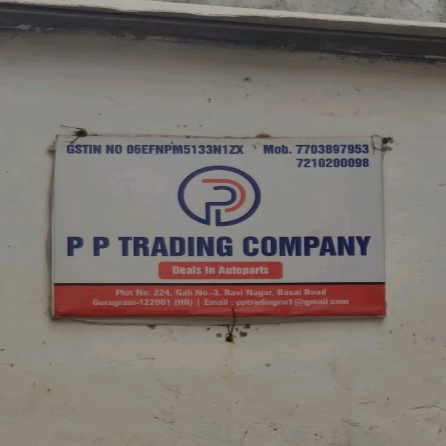 GSTIN NO 06EFNPM5133N1ZX Mob. 7703897953
7210200098
P P TRADING COMPANY
Deals In Autoparts
Plot No. 224, Gali No.-3, Ravi Nagar, Basai Road
Gurugram-122001 (HR) | Email : pptradingco1@gmail.com